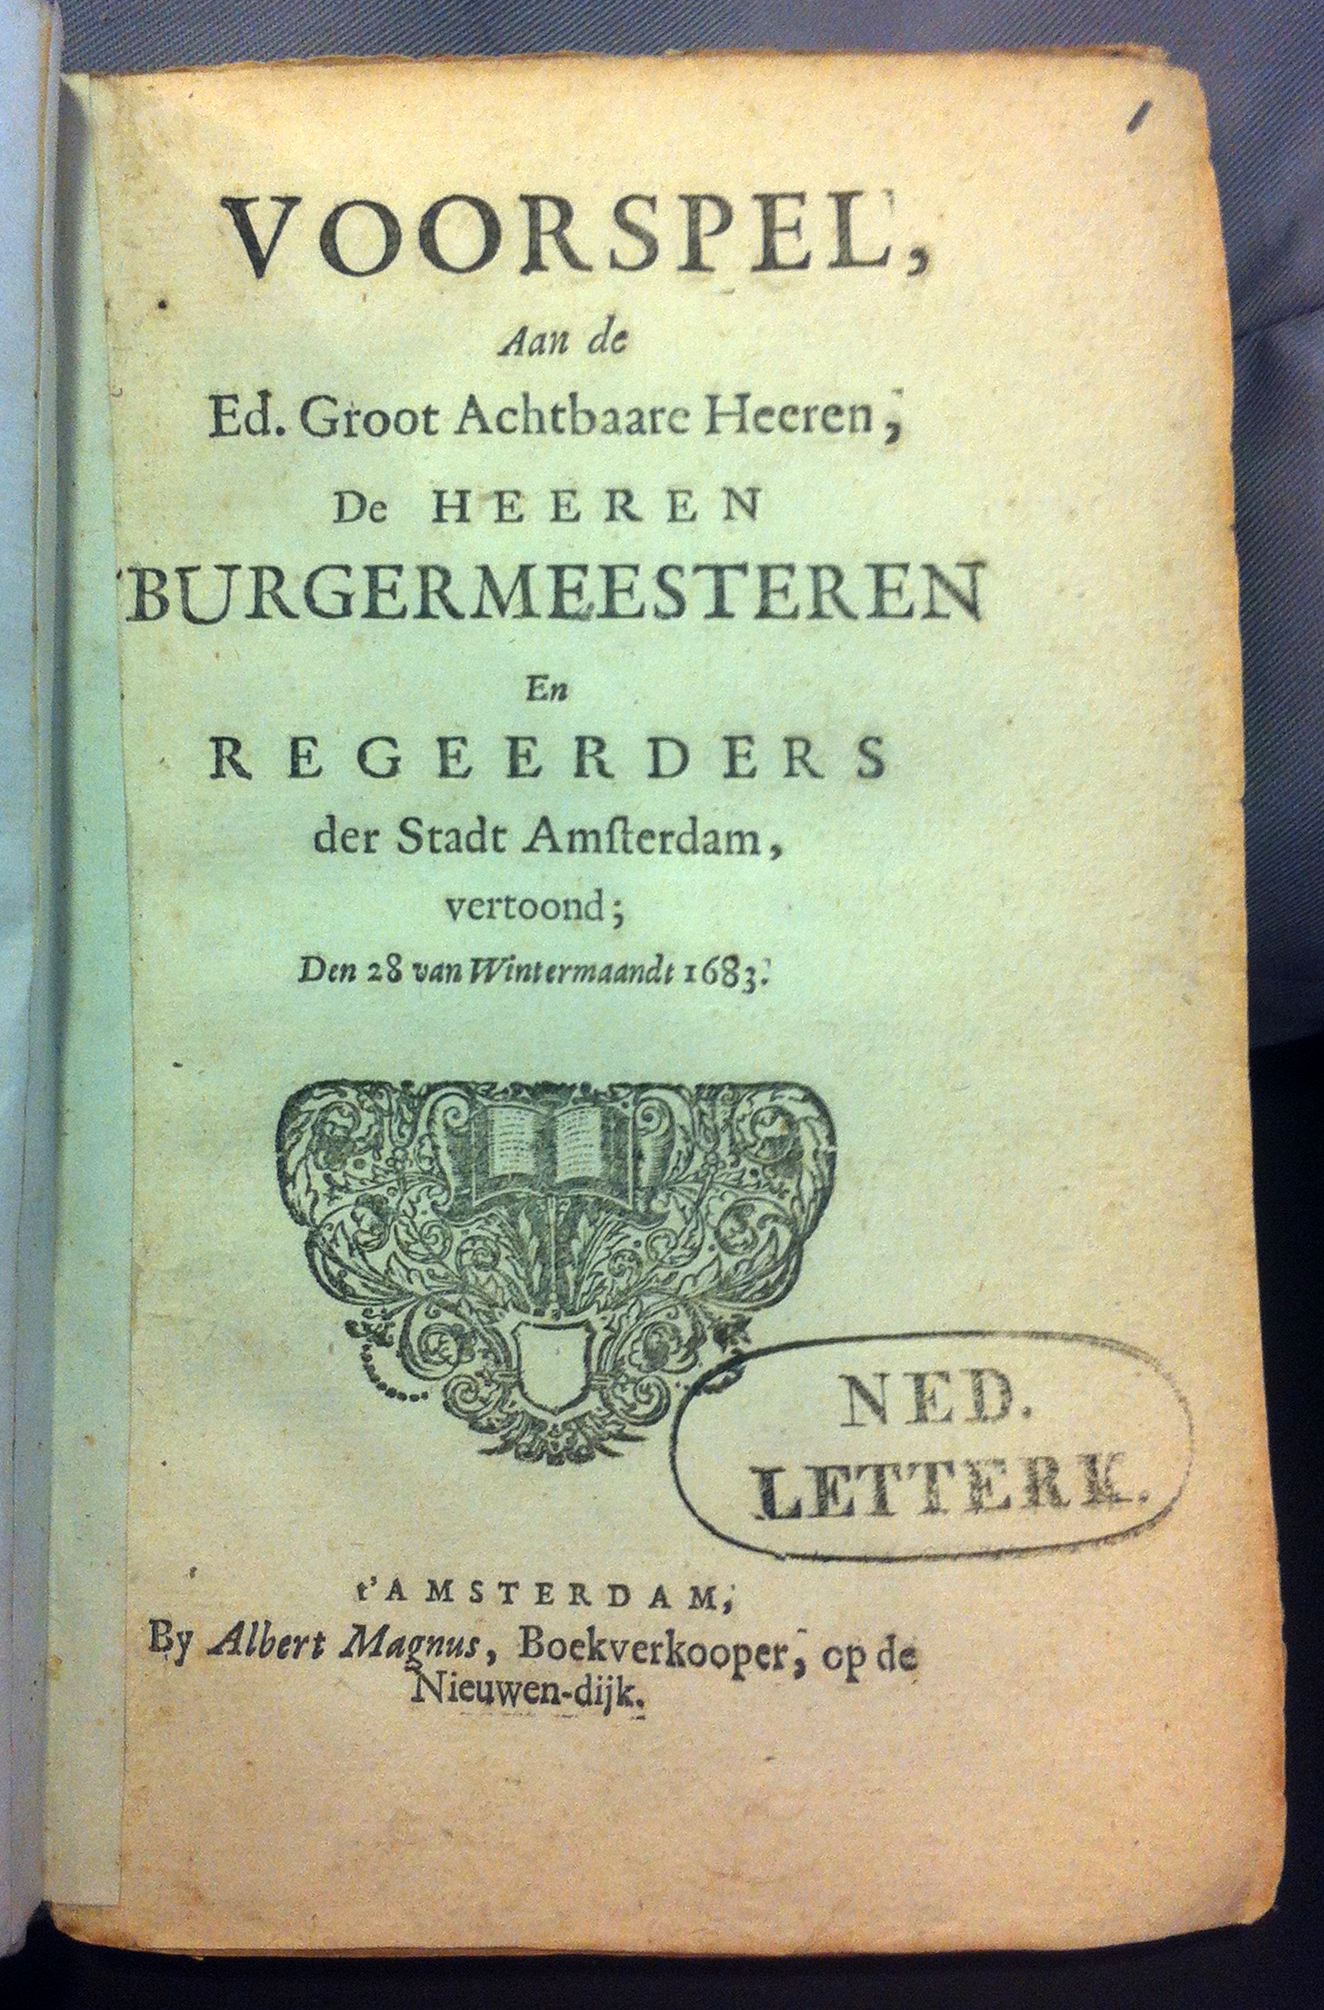 VOORSPEL,
Aan de
Ed. Groot Achtbaare Heeren,
De HEEREN
BURGERMEESTEREN
En
REGEERDERS
der Stadt Amſterdam,
vertoond;
Den 28 van Wintermaandt 1683.
NED.
LETTERK.
t'AMSTERDAM,
By Albert Magnus, Boekverkooper, op de
Nieuwen-dijk.